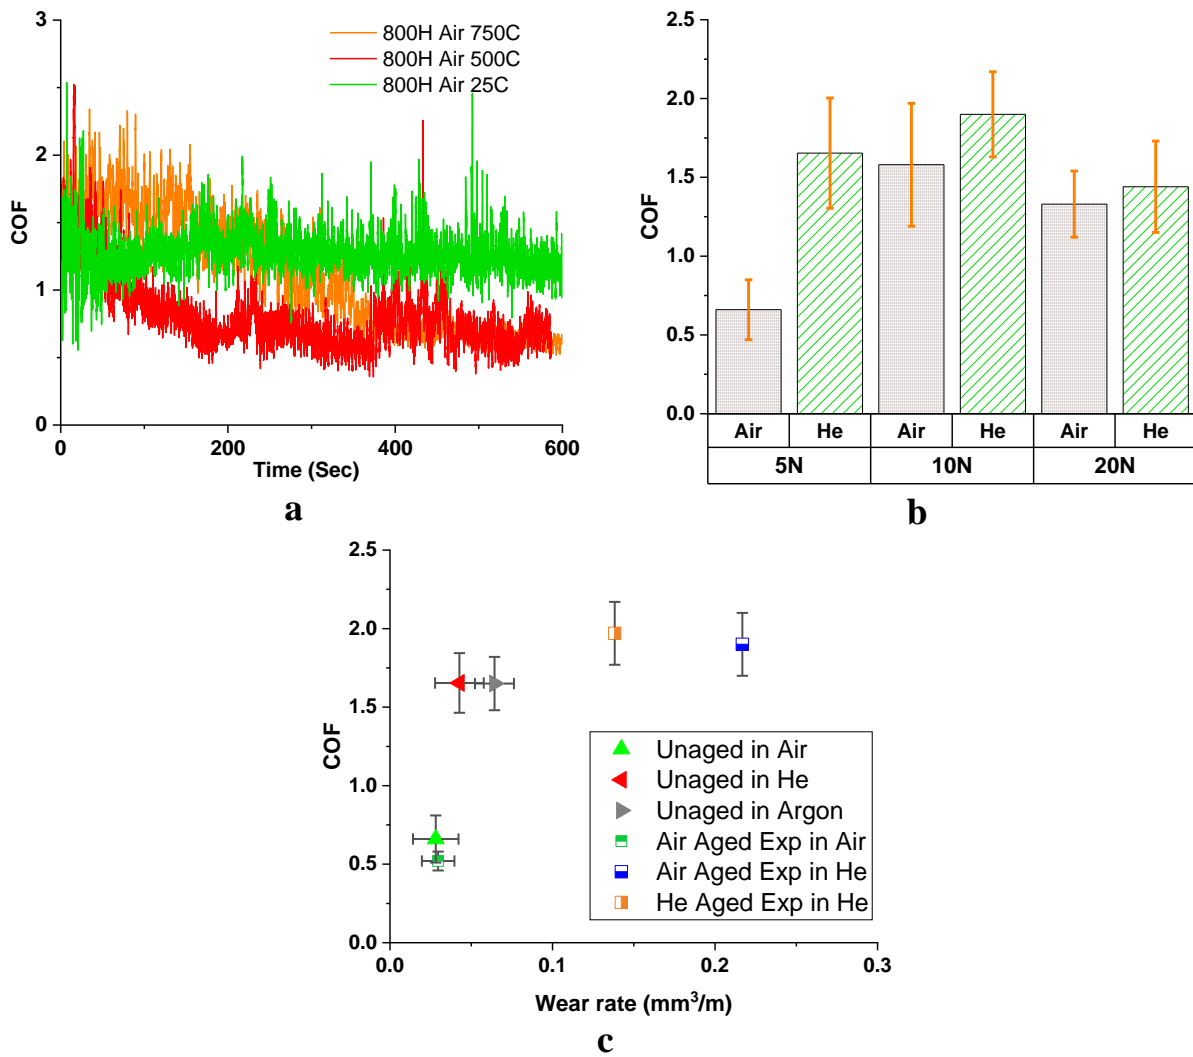 3
2
1
0
COF
800H Air 750C
800H Air 500C
800H Air 25C
0 200 400 600
Time (Sec)
a
2.5
2.0
1.5
1.0
0.5
0.0
COF
Air He Air He Air He
5N 10N 20N
b
2.5
2.0
1.5
1.0
0.5
0.0
COF
Unaged in Air
Unaged in He
Unaged in Argon
Air Aged Exp in Air
Air Aged Exp in He
He Aged Exp in He
0.0 0.1 0.2 0.3
Wear rate (mm³/m)
c